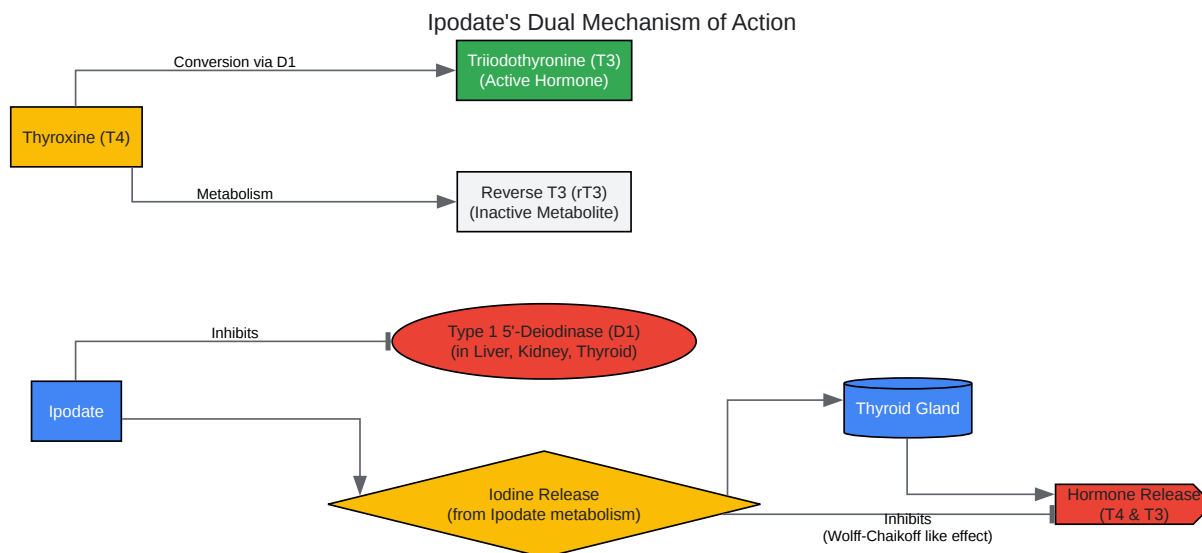 Ipodate's Dual Mechanism of Action
Conversion via D1
Triiodothyronine (T3)
(Active Hormone)
Thyroxine (T4)
Metabolism
Reverse T3 (rT3)
(Inactive Metabolite)
Inhibits
Type 1 5'-Deiodinase (D1)
(in Liver, Kidney, Thyroid)
Ipodate
Thyroid Gland
Iodine Release
(from Ipodate metabolism)
Inhibits
(Wolff-Chaikoff like effect)
Hormone Release
(T4 & T3)